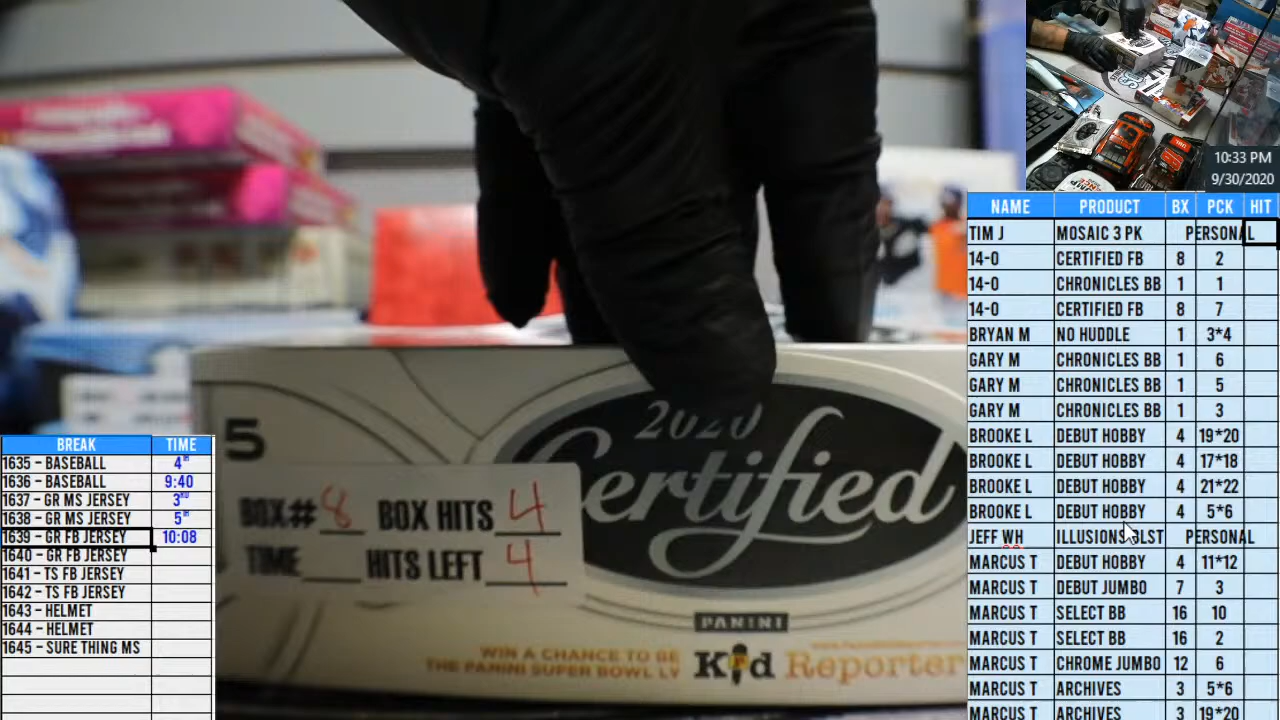 10:33 PM
9/30/2020
NAME PRODUCT BX PCK HIT
TIM J MOSAIC 3 PK PERSONAL
14-0 CERTIFIED FB 8 2
14-0 CHRONICLES BB 1 1
14-0 CERTIFIED FB 8 7
BRYAN M NO HUDDLE 1 3*4
GARY M CHRONICLES BB 1 6
GARY M CHRONICLES BB 1 5
GARY M CHRONICLES BB 1 3
BROOKE L DEBUT HOBBY 4 19*20
BROOKE L DEBUT HOBBY 4 17*18
BROOKE L DEBUT HOBBY 4 21*22
BROOKE L DEBUT HOBBY 4 5*6
JEFF WH ILLUSIONS BLST PERSONAL
MARCUS T DEBUT HOBBY 4 11*12
MARCUS T DEBUT JUMBO 7 3
MARCUS T SELECT BB 16 10
MARCUS T SELECT BB 16 2
MARCUS T CHROME JUMBO 12 6
MARCUS T ARCHIVES 3 5*6
MARCUS T ARCHIVES 3 19*20
BREAK TIME
1635 - BASEBALL 4TH
1636 - BASEBALL 9:40
1637 - GR MS JERSEY 3RD
1638 - GR MS JERSEY 5TH
1639 - GR FB JERSEY 10:08
1640 - GR FB JERSEY
1641 - TS FB JERSEY
1642 - TS FB JERSEY
1643 - HELMET
1644 - HELMET
1645 - SURE THING MS
5
2020
Certified
BOX# 8 BOX HITS 4
TIME HITS LEFT 4
PANINI
WIN A CHANCE TO BE
THE PANINI SUPER BOWL LV
Kid Reporter